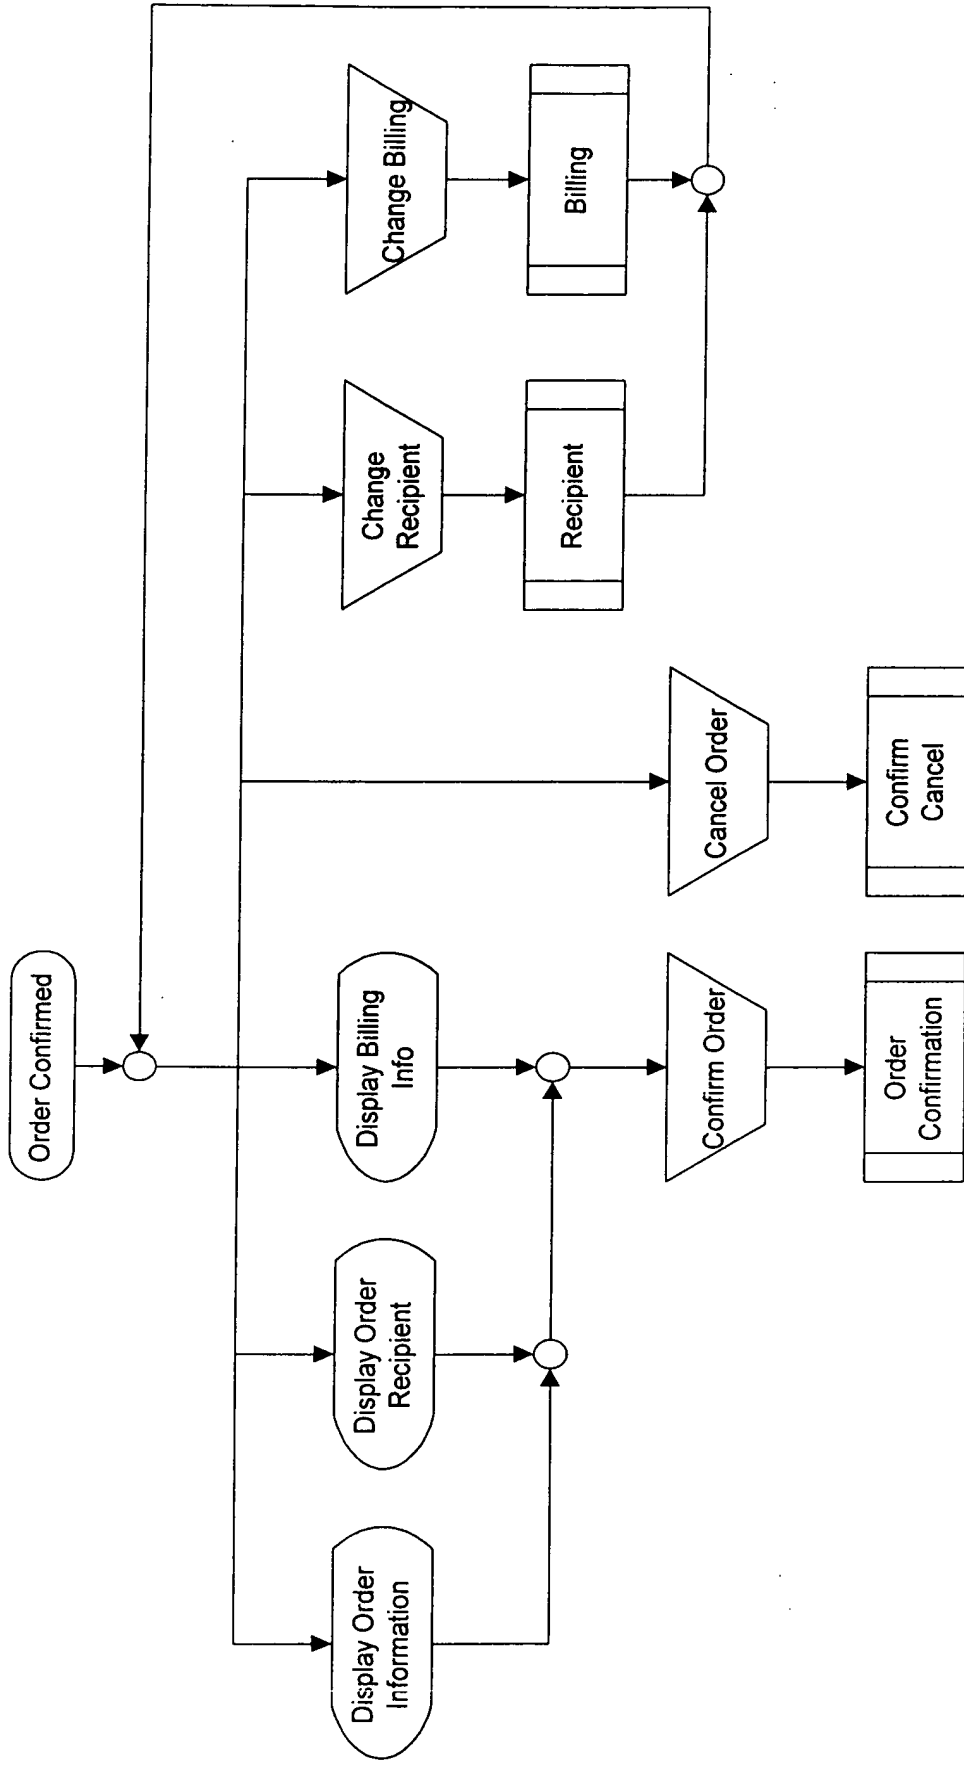 Order Confirmed
Display Order
Information
Display Order
Recipient
Display Billing
Info
Change
Recipient
Change Billing
Recipient
Billing
Confirm Order
Cancel Order
Order
Confirmation
Confirm
Cancel